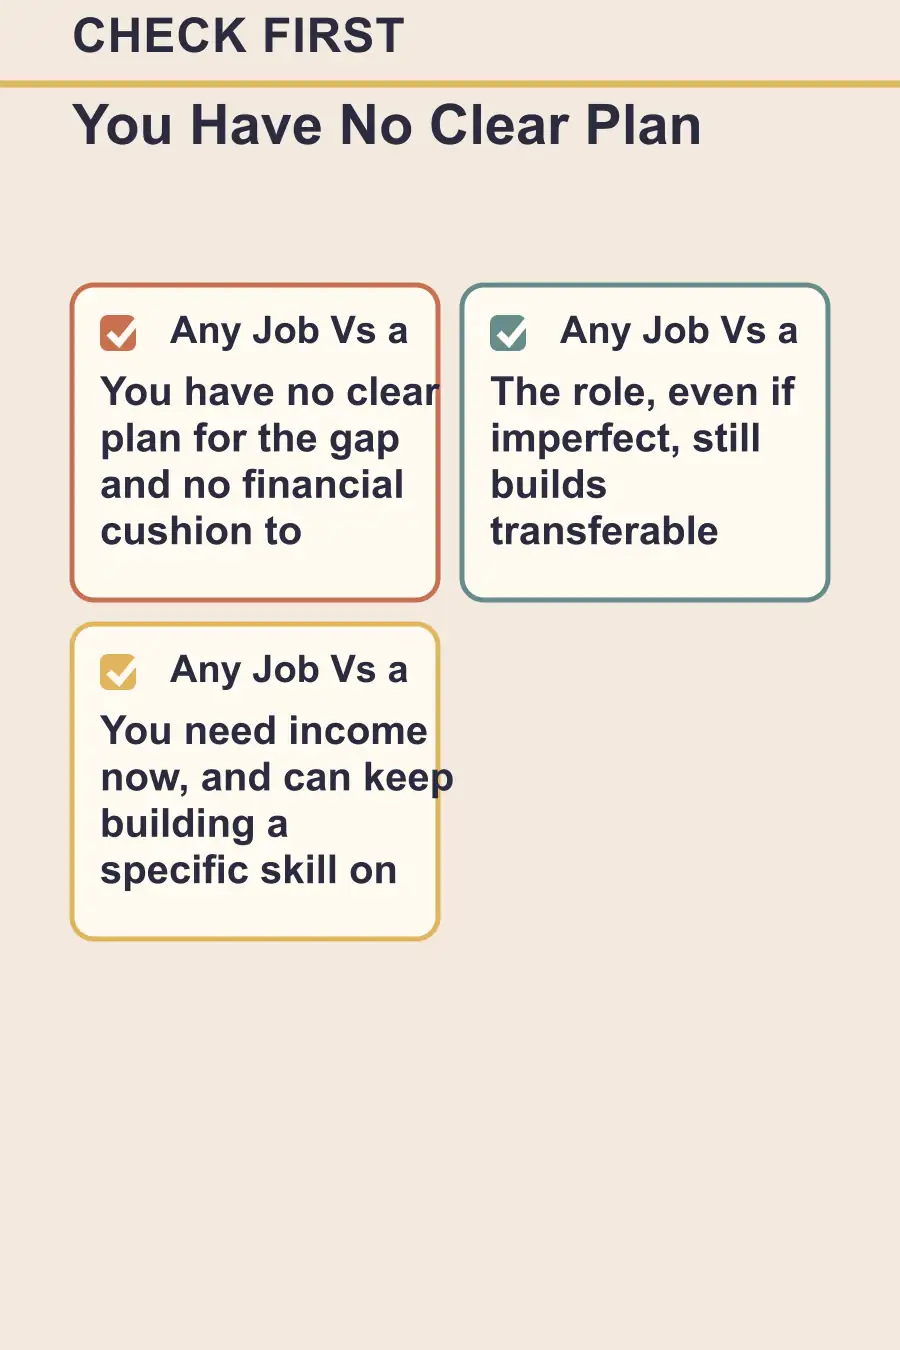 CHECK FIRST
You Have No Clear Plan
Any Job Vs a
You have no clear
plan for the gap
and no financial
cushion to
Any Job Vs a
The role, even if
imperfect, still
builds
transferable
Any Job Vs a
You need income
now, and can keep
building a
specific skill on